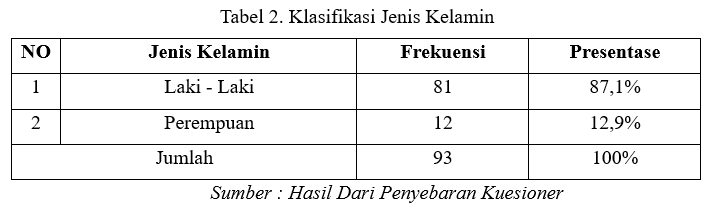 Tabel 2. Klasifikasi Jenis Kelamin
NO Jenis Kelamin Frekuensi Presentase
1 Laki - Laki 81 87,1%
2 Perempuan 12 12,9%
Jumlah 93 100%
Sumber : Hasil Dari Penyebaran Kuesioner